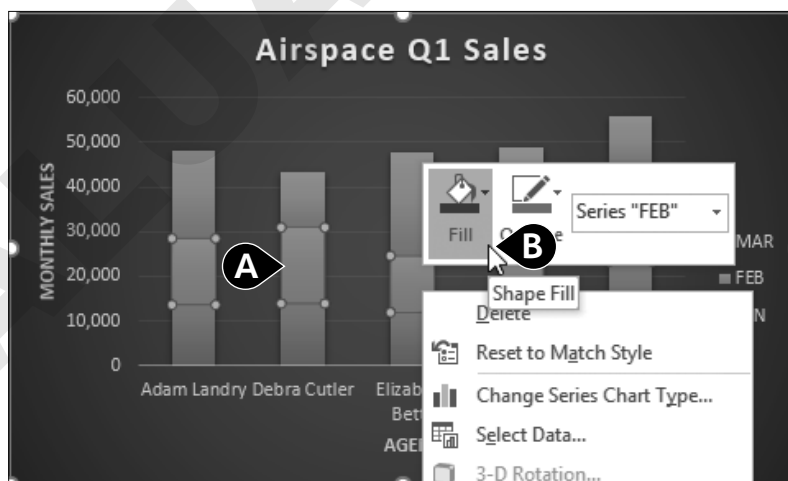 Airspace Q1 Sales
60,000
50,000
40,000
30,000
20,000
10,000
0
MONTHLY SALES
Adam Landry Debra Cutler
A
Fill
B
Series "FEB"
Shape Fill
MAR
FEB
Delete
Reset to Match Style
Change Series Chart Type...
Select Data...
3-D Rotation...